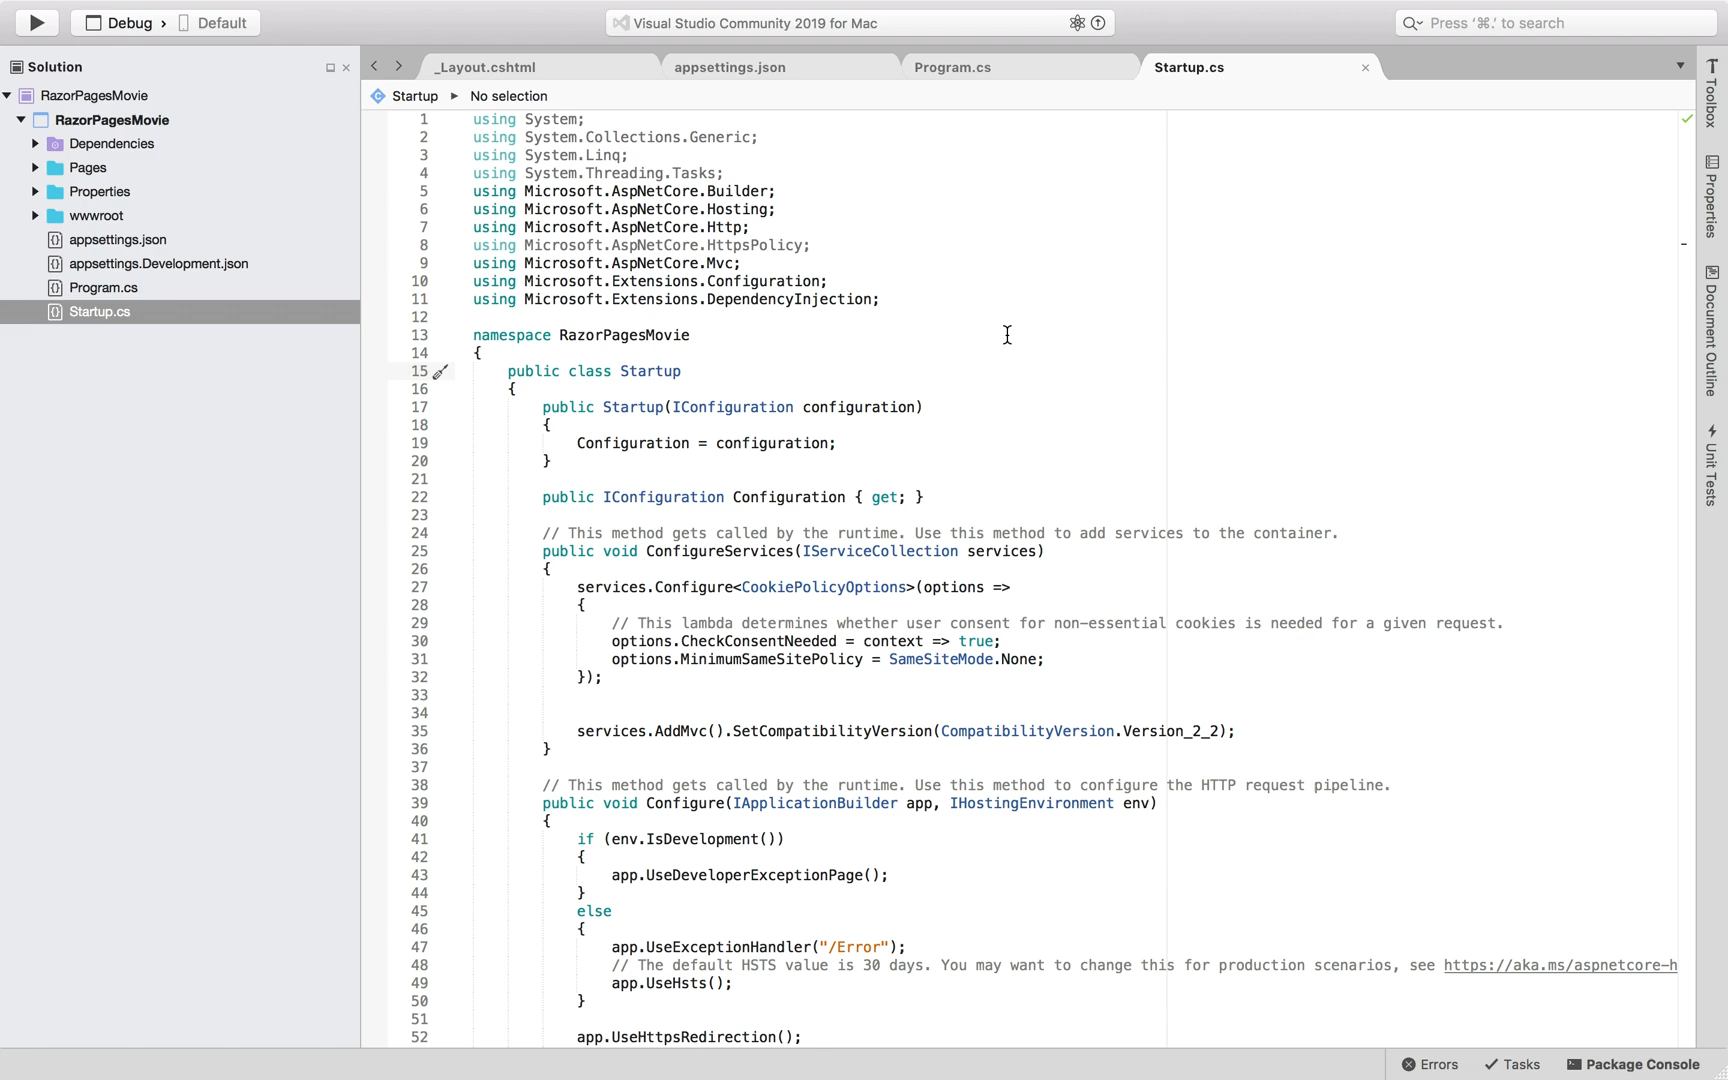 Debug › Default
Visual Studio Community 2019 for Mac
Press '⌘.' to search
Solution
RazorPagesMovie
RazorPagesMovie
Dependencies
Pages
Properties
wwwroot
appsettings.json
appsettings.Development.json
Program.cs
Startup.cs
_Layout.cshtml
appsettings.json
Program.cs
Startup.cs
Startup ▸ No selection
1 using System;
2 using System.Collections.Generic;
3 using System.Linq;
4 using System.Threading.Tasks;
5 using Microsoft.AspNetCore.Builder;
6 using Microsoft.AspNetCore.Hosting;
7 using Microsoft.AspNetCore.Http;
8 using Microsoft.AspNetCore.HttpsPolicy;
9 using Microsoft.AspNetCore.Mvc;
10 using Microsoft.Extensions.Configuration;
11 using Microsoft.Extensions.DependencyInjection;
12
13 namespace RazorPagesMovie
14 {
15 public class Startup
16 {
17 public Startup(IConfiguration configuration)
18 {
19 Configuration = configuration;
20 }
21
22 public IConfiguration Configuration { get; }
23
24 // This method gets called by the runtime. Use this method to add services to the container.
25 public void ConfigureServices(IServiceCollection services)
26 {
27 services.Configure<CookiePolicyOptions>(options =>
28 {
29 // This lambda determines whether user consent for non-essential cookies is needed for a given request.
30 options.CheckConsentNeeded = context => true;
31 options.MinimumSameSitePolicy = SameSiteMode.None;
32 });
33
34
35 services.AddMvc().SetCompatibilityVersion(CompatibilityVersion.Version_2_2);
36 }
37
38 // This method gets called by the runtime. Use this method to configure the HTTP request pipeline.
39 public void Configure(IApplicationBuilder app, IHostingEnvironment env)
40 {
41 if (env.IsDevelopment())
42 {
43 app.UseDeveloperExceptionPage();
44 }
45 else
46 {
47 app.UseExceptionHandler("/Error");
48 // The default HSTS value is 30 days. You may want to change this for production scenarios, see https://aka.ms/aspnetcore-h
49 app.UseHsts();
50 }
51
52 app.UseHttpsRedirection();
Toolbox
Properties
Document Outline
Unit Tests
Errors
Tasks
Package Console